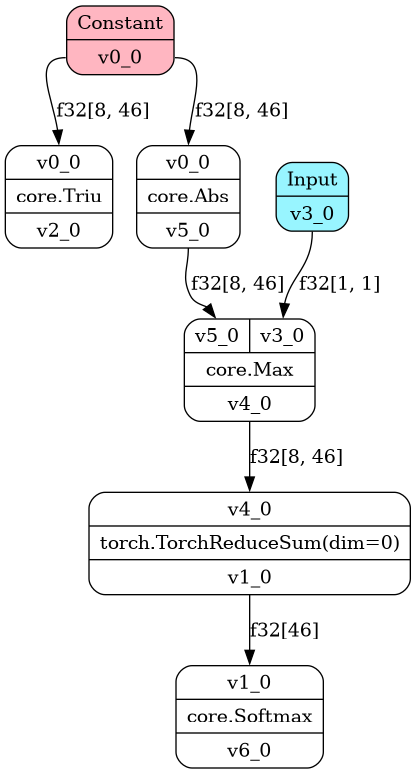 Constant
v0_0
f32[8, 46]
f32[8, 46]
v0_0
core.Triu
v2_0
v0_0
core.Abs
v5_0
Input
v3_0
f32[8, 46]
f32[1, 1]
v5_0 v3_0
core.Max
v4_0
f32[8, 46]
v4_0
torch.TorchReduceSum(dim=0)
v1_0
f32[46]
v1_0
core.Softmax
v6_0